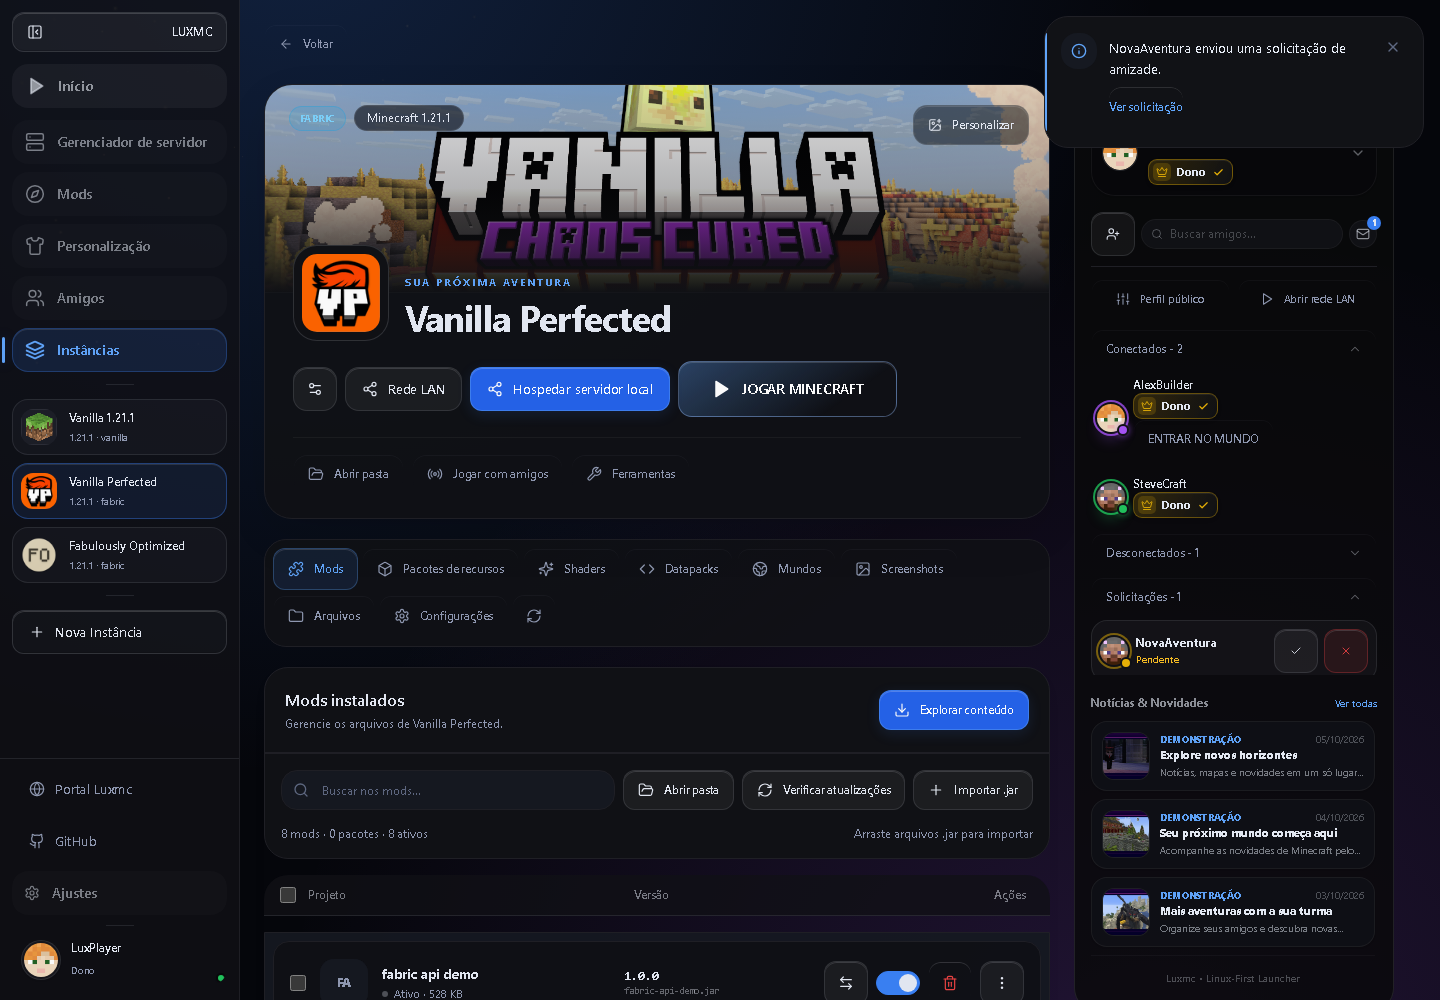 LUXMC
Início
Gerenciador de servidor
Mods
Personalização
Amigos
Instâncias
Vanilla 1.21.1
1.21.1 · vanilla
Vanilla Perfected
1.21.1 · fabric
FO
Fabulously Optimized
1.21.1 · fabric
Nova Instância
Portal Luxmc
GitHub
Ajustes
LuxPlayer
Dono
Voltar
FABRIC
Minecraft 1.21.1
Personalizar
VANILLA
CHAOS CUBED
YP
SUA PRÓXIMA AVENTURA
Vanilla Perfected
Rede LAN
Hospedar servidor local
JOGAR MINECRAFT
Abrir pasta
Jogar com amigos
Ferramentas
Mods
Pacotes de recursos
Shaders
Datapacks
Mundos
Screenshots
Arquivos
Configurações
Mods instalados
Gerencie os arquivos de Vanilla Perfected.
Explorar conteúdo
Buscar nos mods...
Abrir pasta
Verificar atualizações
Importar .jar
8 mods · 0 pacotes · 8 ativos
Arraste arquivos .jar para importar
Projeto
Versão
Ações
FA
fabric api demo
Ativo · 528 KB
1.0.0
fabric-api-demo.jar
NovaAventura enviou uma solicitação de
amizade.
Ver solicitação
Dono
Buscar amigos...
1
Perfil público
Abrir rede LAN
Conectados - 2
AlexBuilder
Dono
ENTRAR NO MUNDO
SteveCraft
Dono
Desconectados - 1
Solicitações - 1
NovaAventura
Pendente
Notícias & Novidades
Ver todas
DEMONSTRAÇÃO
05/10/2026
Explore novos horizontes
Notícias, mapas e novidades em um só lugar...
DEMONSTRAÇÃO
04/10/2026
Seu próximo mundo começa aqui
Acompanhe as novidades de Minecraft pelo...
DEMONSTRAÇÃO
03/10/2026
Mais aventuras com a sua turma
Organize seus amigos e descubra novas...
Luxmc • Linux-First Launcher